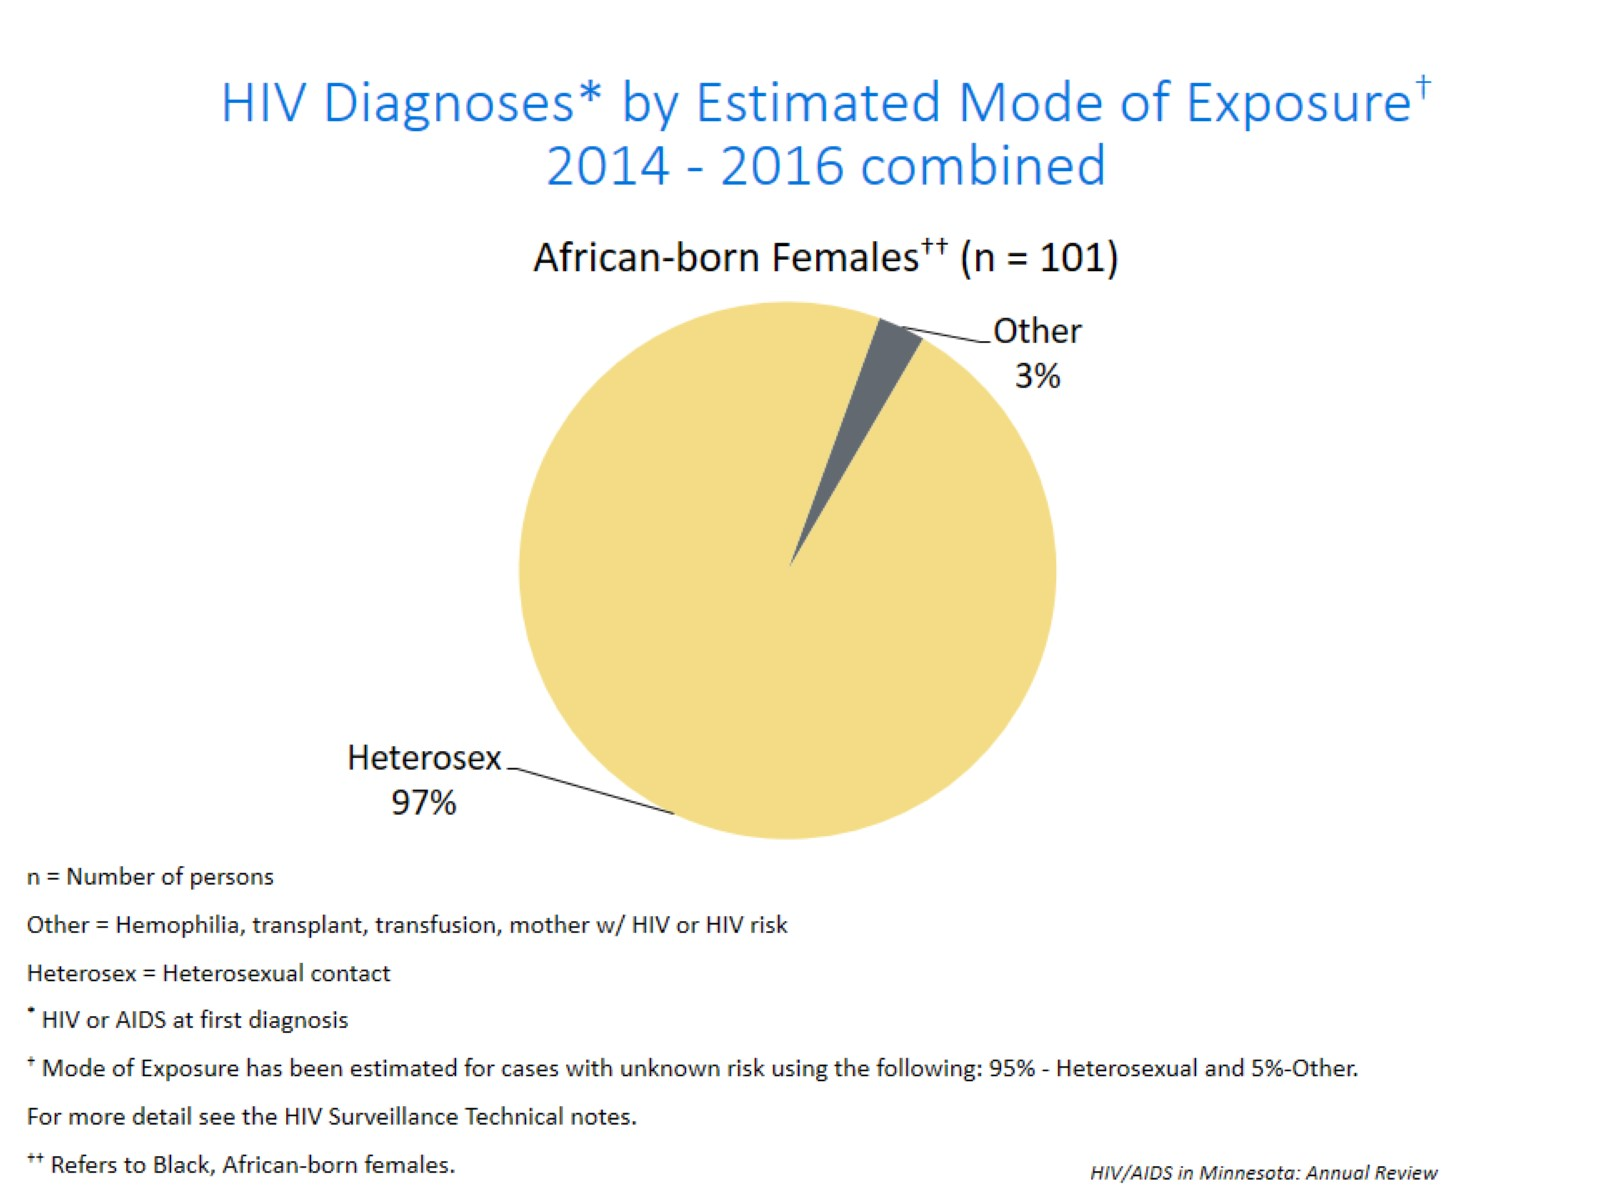 HIV Diagnoses* by Estimated Mode of Exposure†
2014 - 2016 combined
African-born Females†† (n = 101)
Other
3%
Heterosex
97%
n = Number of persons
Other = Hemophilia, transplant, transfusion, mother w/ HIV or HIV risk
Heterosex = Heterosexual contact
* HIV or AIDS at first diagnosis
† Mode of Exposure has been estimated for cases with unknown risk using the following: 95% - Heterosexual and 5%-Other.
For more detail see the HIV Surveillance Technical notes.
†† Refers to Black, African-born females.
HIV/AIDS in Minnesota: Annual Review